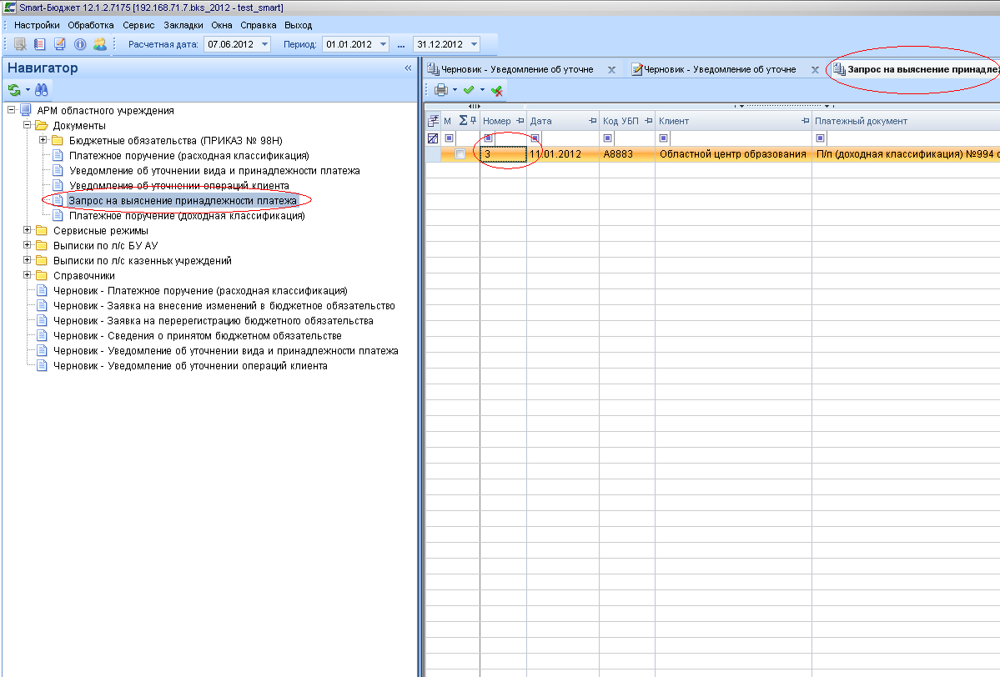 Smart-Бюджет 12.1.2.7175 [192.168.71.7.bks_2012 - test_smart]
Настройки Обработка Сервис Закладки Окна Справка Выход
Расчетная дата: 07.06.2012 Период: 01.01.2012 ... 31.12.2012
Навигатор
АРМ областного учреждения
Документы
Бюджетные обязательства (ПРИКАЗ № 98Н)
Платежное поручение (расходная классификация)
Уведомление об уточнении вида и принадлежности платежа
Уведомление об уточнении операций клиента
Запрос на выяснение принадлежности платежа
Платежное поручение (доходная классификация)
Сервисные режимы
Выписки по л/с БУ АУ
Выписки по л/с казенных учреждений
Справочники
Черновик - Платежное поручение (расходная классификация)
Черновик - Заявка на внесение изменений в бюджетное обязательство
Черновик - Заявка на перерегистрацию бюджетного обязательства
Черновик - Сведения о принятом бюджетном обязательстве
Черновик - Уведомление об уточнении вида и принадлежности платежа
Черновик - Уведомление об уточнении операций клиента
Черновик - Уведомление об уточне Черновик - Уведомление об уточне Запрос на выяснение принадле
М Σ Номер Дата Код УБП Клиент Платежный документ
3 11.01.2012 А8883 Областной центр образования П/п (доходная классификация) №994 о